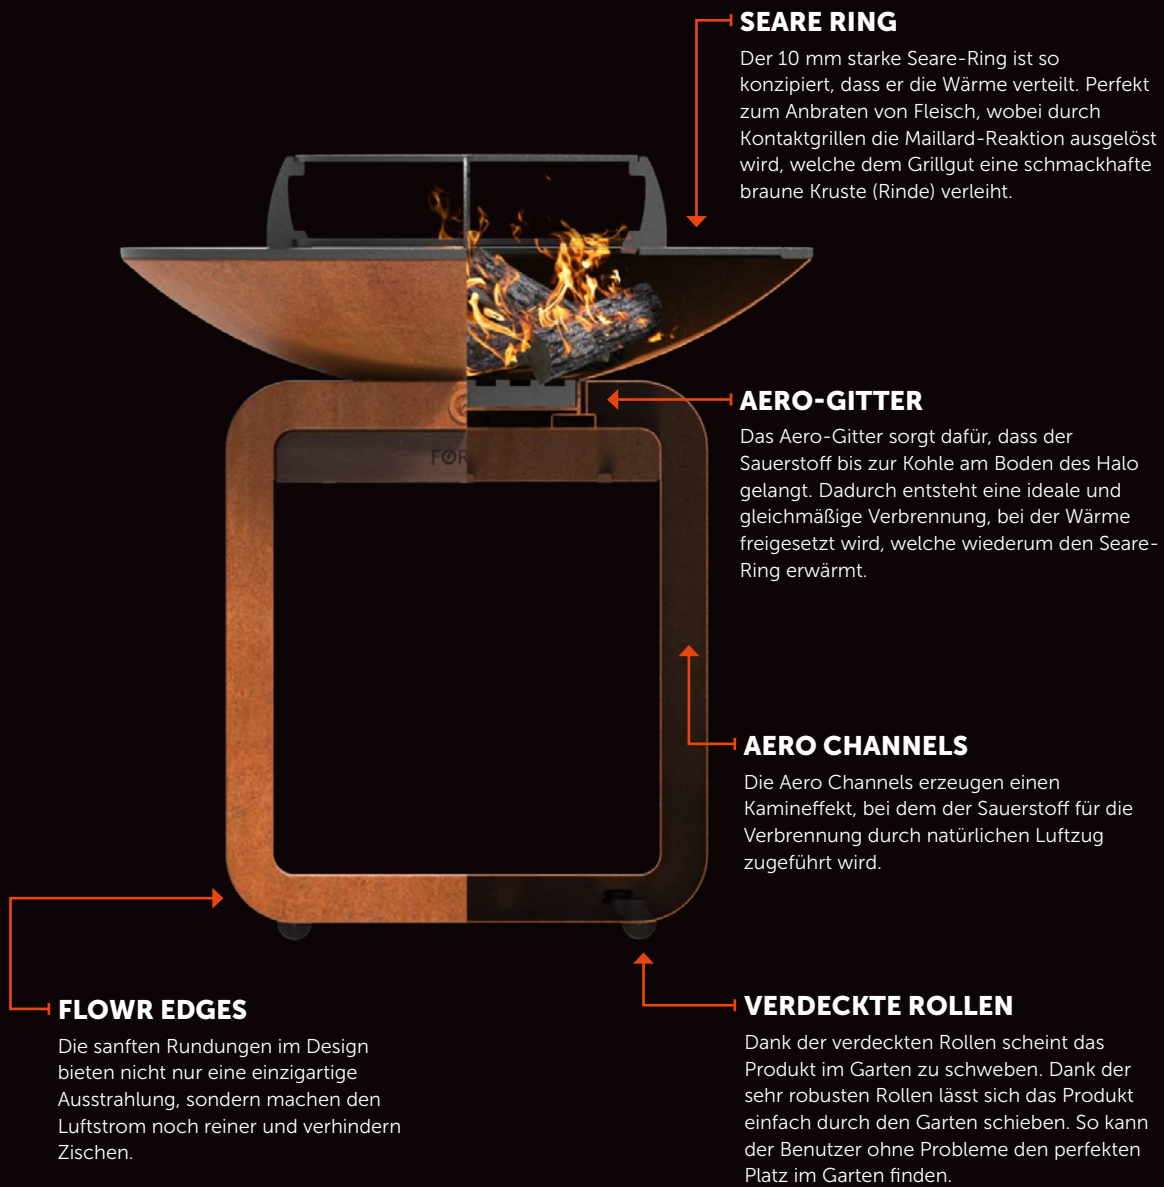 SEARE RING
Der 10 mm starke Seare-Ring ist so
konzipiert, dass er die Wärme verteilt. Perfekt
zum Anbraten von Fleisch, wobei durch
Kontaktgrillen die Maillard-Reaktion ausgelöst
wird, welche dem Grillgut eine schmackhafte
braune Kruste (Rinde) verleiht.
AERO-GITTER
Das Aero-Gitter sorgt dafür, dass der
Sauerstoff bis zur Kohle am Boden des Halo
gelangt. Dadurch entsteht eine ideale und
gleichmäßige Verbrennung, bei der Wärme
freigesetzt wird, welche wiederum den Seare-
Ring erwärmt.
FØR
AERO CHANNELS
Die Aero Channels erzeugen einen
Kamineffekt, bei dem der Sauerstoff für die
Verbrennung durch natürlichen Luftzug
zugeführt wird.
FLOWR EDGES
Die sanften Rundungen im Design
bieten nicht nur eine einzigartige
Ausstrahlung, sondern machen den
Luftstrom noch reiner und verhindern
Zischen.
VERDECKTE ROLLEN
Dank der verdeckten Rollen scheint das
Produkt im Garten zu schweben. Dank der
sehr robusten Rollen lässt sich das Produkt
einfach durch den Garten schieben. So kann
der Benutzer ohne Probleme den perfekten
Platz im Garten finden.